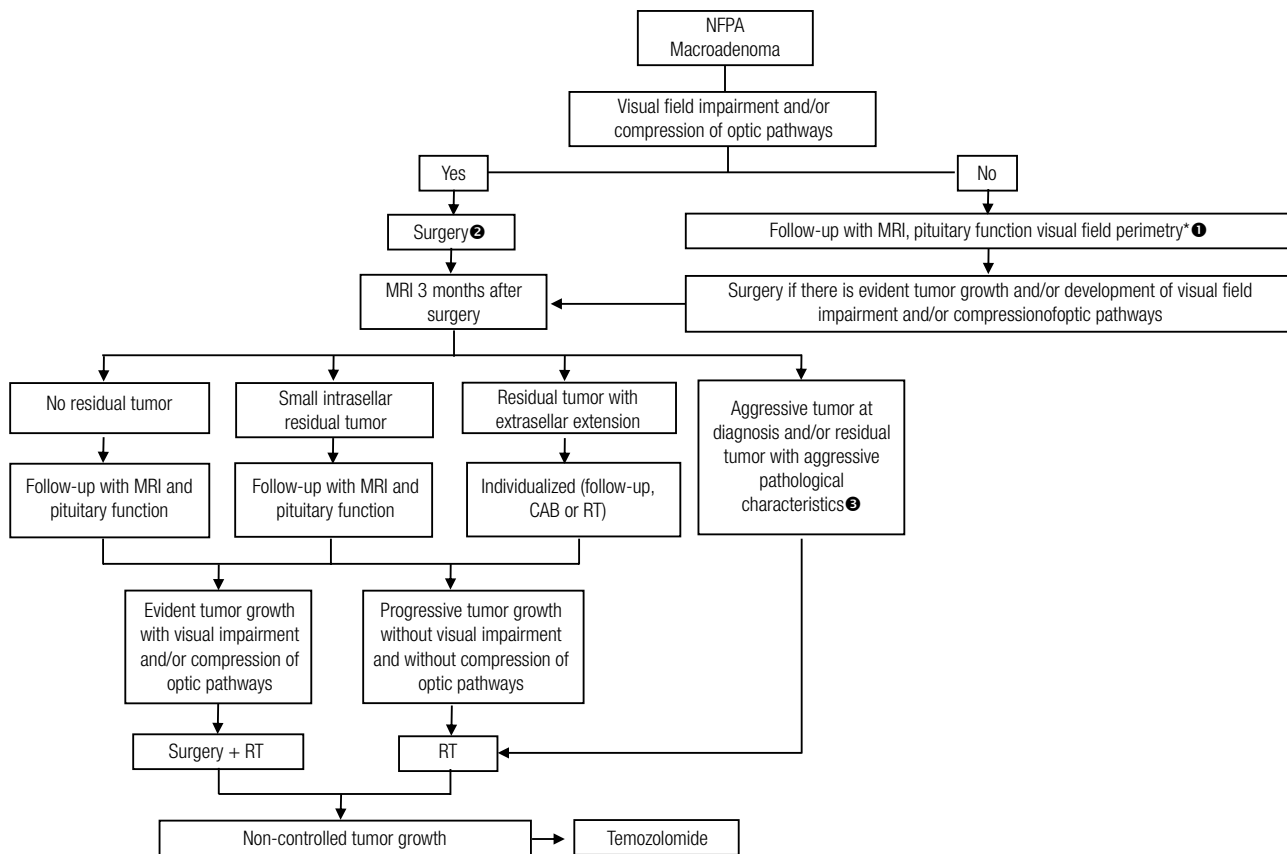 NFPA
Macroadenoma
Visual field impairment and/or
compression of optic pathways
Yes
No
Surgery❷
Follow-up with MRI, pituitary function visual field perimetry*❶
MRI 3 months after
surgery
Surgery if there is evident tumor growth and/or development of visual field
impairment and/or compressionofoptic pathways
No residual tumor
Small intrasellar
residual tumor
Residual tumor with
extrasellar extension
Aggressive tumor at
diagnosis and/or residual
tumor with aggressive
pathological
characteristics❸
Follow-up with MRI and
pituitary function
Follow-up with MRI and
pituitary function
Individualized (follow-up,
CAB or RT)
Evident tumor growth
with visual impairment
and/or compression of
optic pathways
Progressive tumor growth
without visual impairment
and without compression of
optic pathways
Surgery + RT
RT
Non-controlled tumor growth
Temozolomide